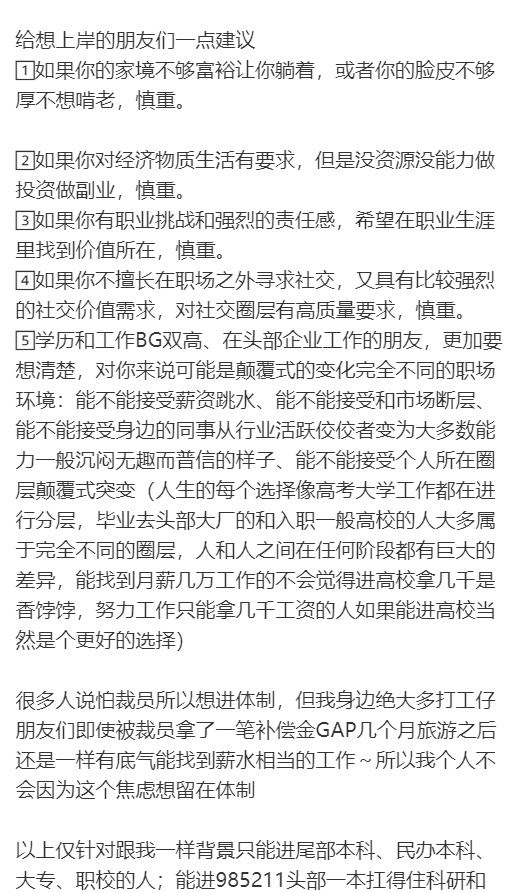 给想上岸的朋友们一点建议
1️⃣如果你的家境不够富裕让你躺着，或者你的脸皮不够
厚不想啃老，慎重。
2️⃣如果你对经济物质生活有要求，但是没资源没能力做
投资做副业，慎重。
3️⃣如果你有职业挑战和强烈的责任感，希望在职业生涯
里找到价值所在，慎重。
4️⃣如果你不擅长在职场之外寻求社交，又具有比较强烈
的社交价值需求，对社交圈层有高质量要求，慎重。
5️⃣学历和工作BG双高、在头部企业工作的朋友，更加要
想清楚，对你来说可能是颠覆式的变化完全不同的职场
环境：能不能接受薪资跳水、能不能接受和市场断层、
能不能接受身边的同事从行业活跃佼佼者变为大多数能
力一般沉闷无趣而普信的样子、能不能接受个人所在圈
层颠覆式突变（人生的每个选择像高考大学工作都在进
行分层，毕业去头部大厂的和入职一般高校的人大多属
于完全不同的圈层，人和人之间在任何阶段都有巨大的
差异，能找到月薪几万工作的不会觉得进高校拿几千是
香饽饽，努力工作只能拿几千工资的人如果能进高校当
然是个更好的选择）
很多人说怕裁员所以想进体制，但我身边绝大多打工仔
朋友们即使被裁员拿了一笔补偿金GAP几个月旅游之后
还是一样有底气能找到薪水相当的工作～所以我个人不
会因为这个焦虑想留在体制
以上仅针对跟我一样背景只能进尾部本科、民办本科、
大专、职校的人；能进985211头部一本扛得住科研和